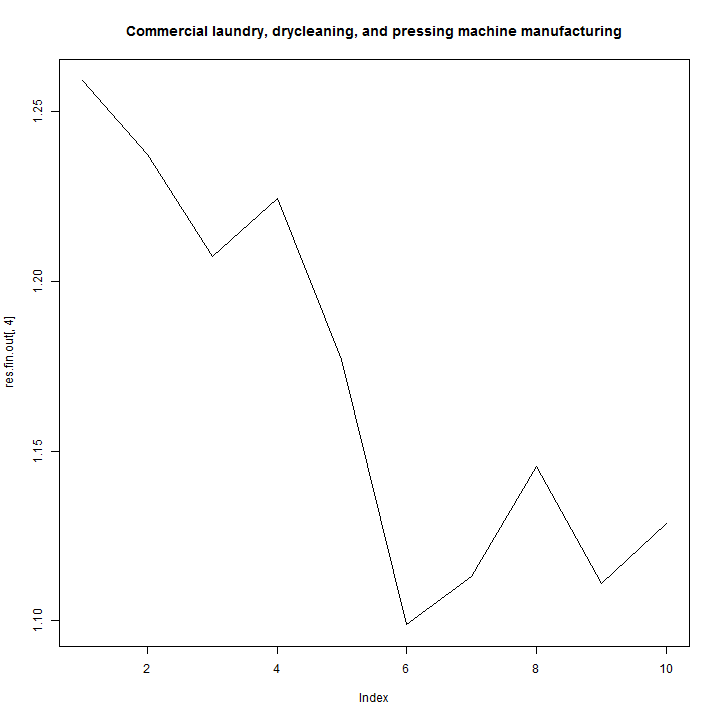 Commercial laundry, drycleaning, and pressing machine manufacturing
res.fin.out[, 4]
1.25
1.20
1.15
1.10
2 4 6 8 10
Index